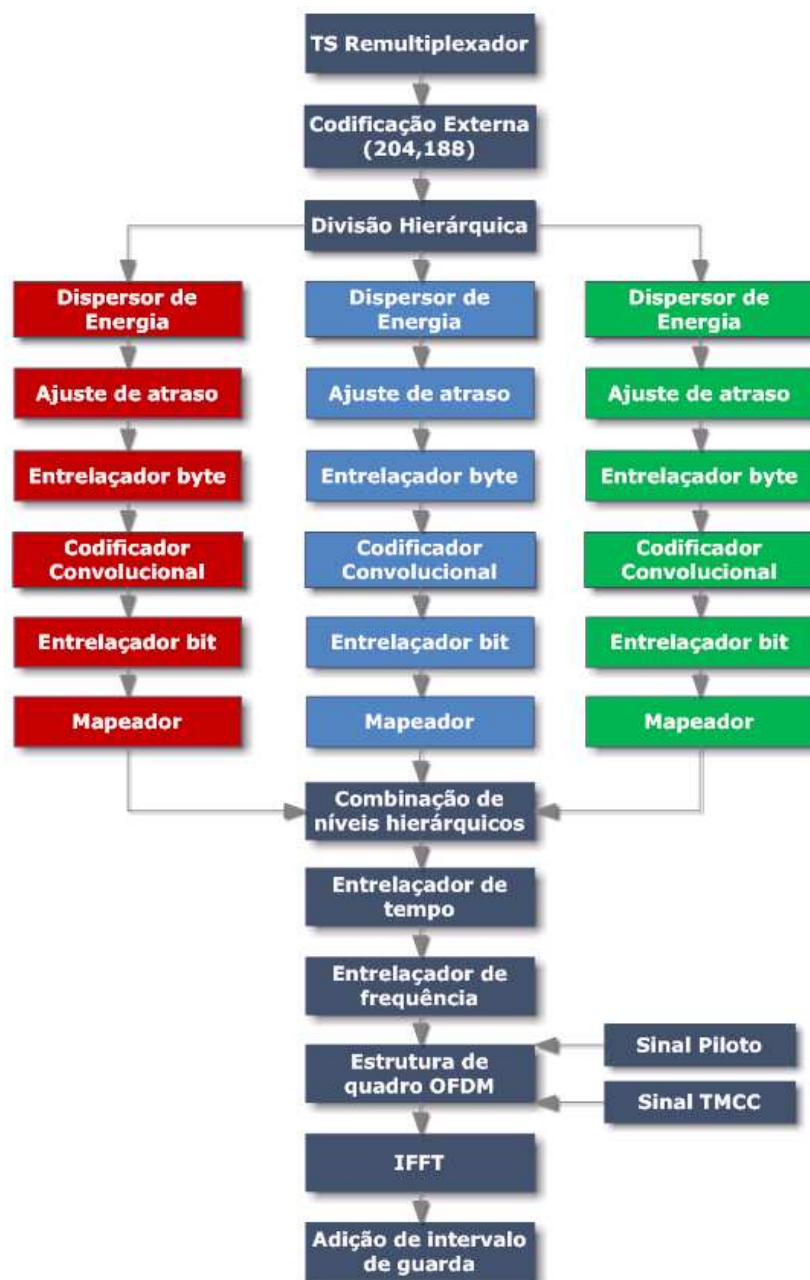 TS Remultiplexador
Codificação Externa
(204,188)
Divisão Hierárquica
Dispersor de
Energia
Dispersor de
Energia
Dispersor de
Energia
Ajuste de atraso
Ajuste de atraso
Ajuste de atraso
Entrelaçador byte
Entrelaçador byte
Entrelaçador byte
Codificador
Convolucional
Codificador
Convolucional
Codificador
Convolucional
Entrelaçador bit
Entrelaçador bit
Entrelaçador bit
Mapeador
Mapeador
Mapeador
Combinação de
níveis hierárquicos
Entrelaçador de
tempo
Entrelaçador de
frequência
Sinal Piloto
Estrutura de
quadro OFDM
Sinal TMCC
IFFT
Adição de intervalo
de guarda